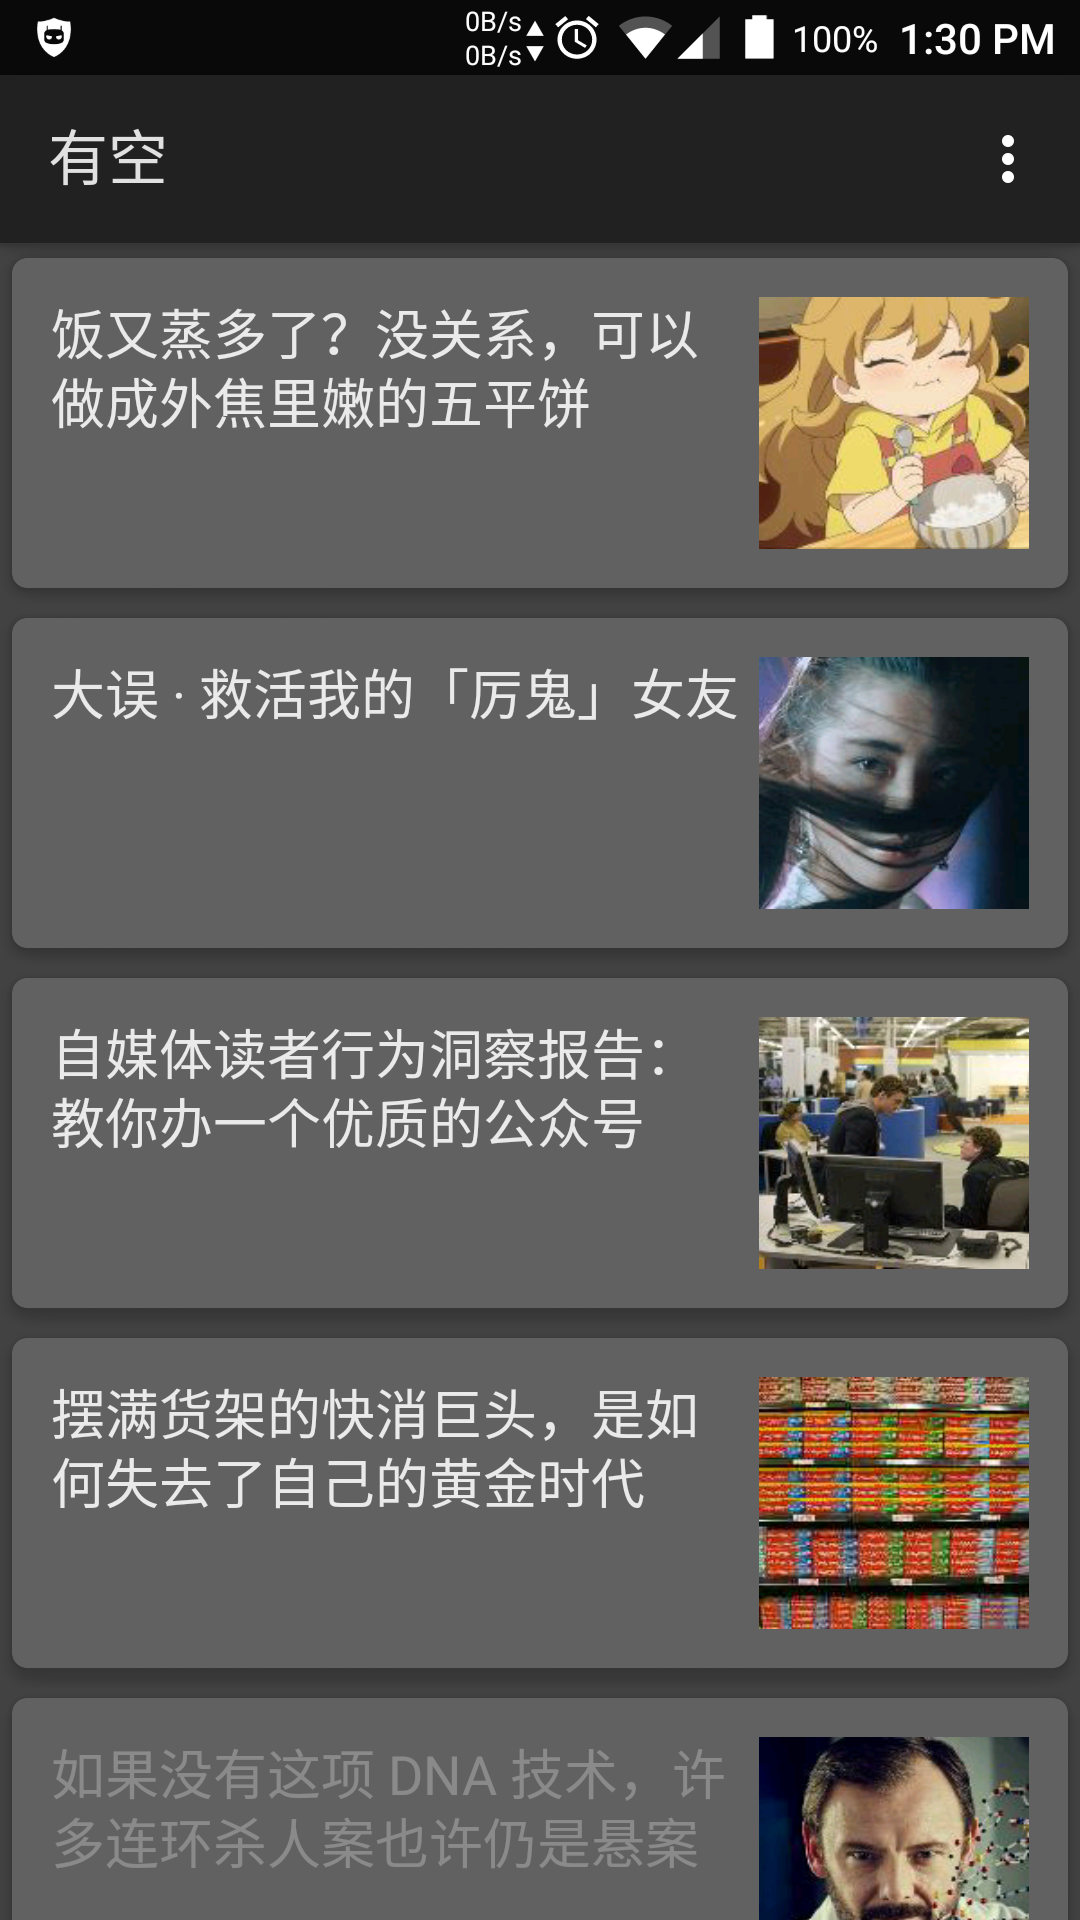 0B/s
0B/s
100%
1:30 PM
有空
饭又蒸多了？没关系，可以
做成外焦里嫩的五平饼
大误 · 救活我的「厉鬼」女友
自媒体读者行为洞察报告：
教你办一个优质的公众号
摆满货架的快消巨头，是如
何失去了自己的黄金时代
如果没有这项 DNA 技术，许
多连环杀人案也许仍是悬案